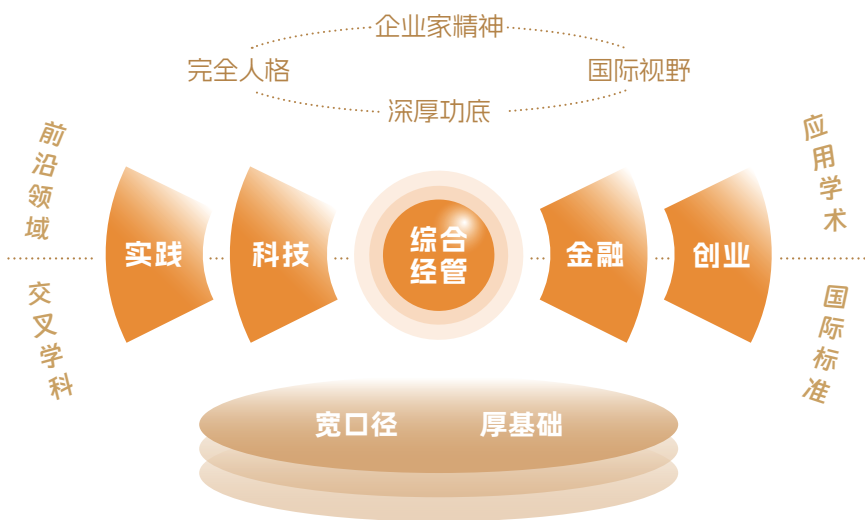 企业家精神
完全人格
国际视野
深厚功底
前沿领域
应用学术
实践
科技
综合
经管
金融
创业
交叉学科
国际标准
宽口径
厚基础